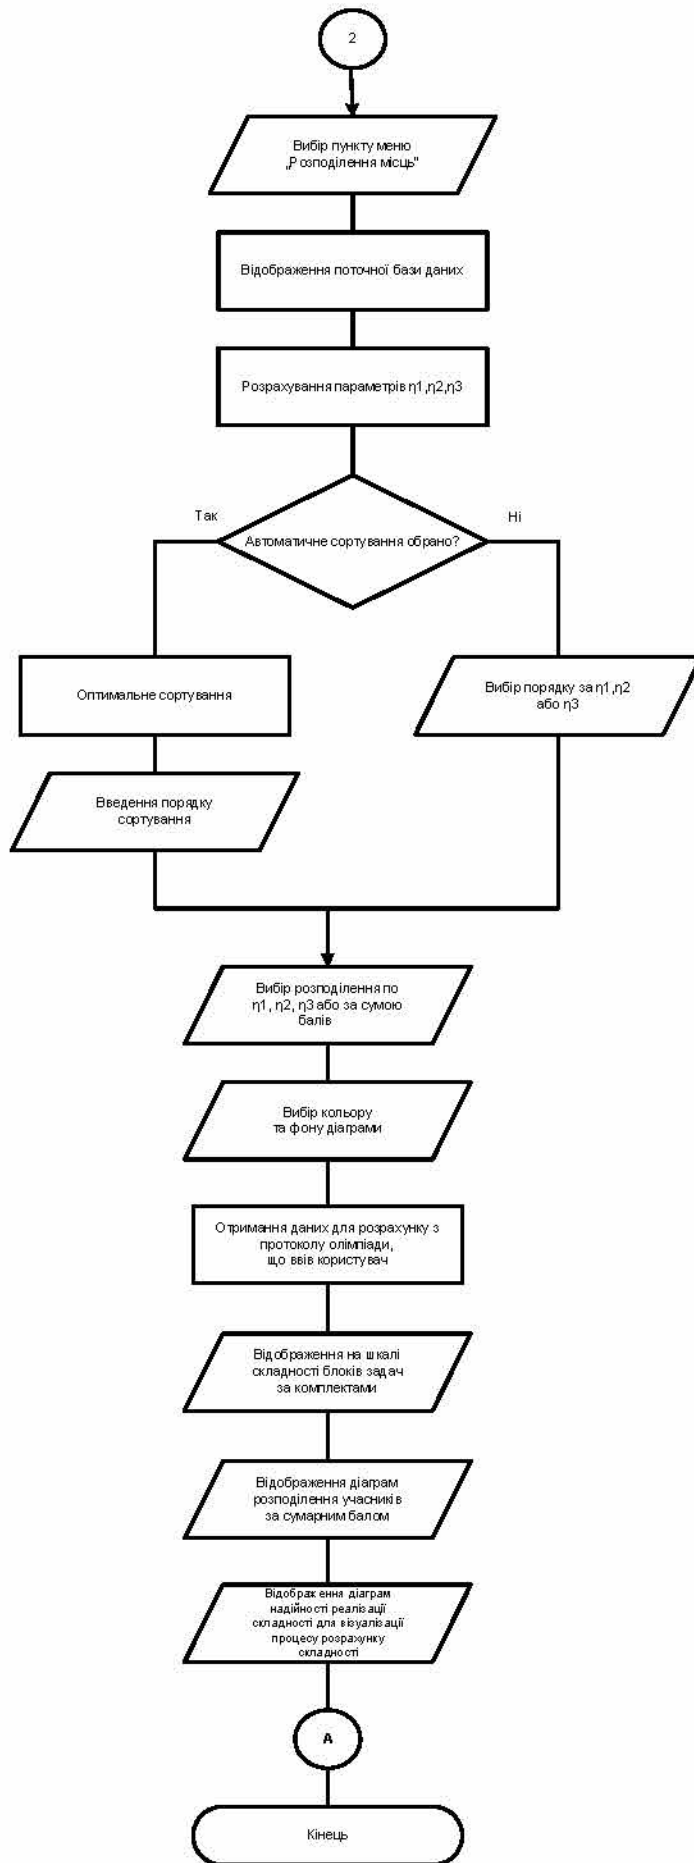 2
Вибір пункту меню
„Розподілення місць"
Відображення поточної бази даних
Розрахування параметрів η1,η2,η3
Так
Ні
Автоматичне сортування обрано?
Оптимальне сортування
Вибір порядку за η1,η2
або η3
Введення порядку
сортування
Вибір розподілення по
η1, η2, η3 або за сумою
балів
Вибір кольору
та фону діаграми
Отримання даних для розрахунку з
протоколу олімпіади,
що ввів користувач
Відображення на шкалі
складності блоків задач
за комплектами
Відображення діаграм
розподілення учасників
за сумарним балом
Відображення діаграм
надійності реалізації
складності для візуалізації
процесу розрахунку
складності
А
Кінець